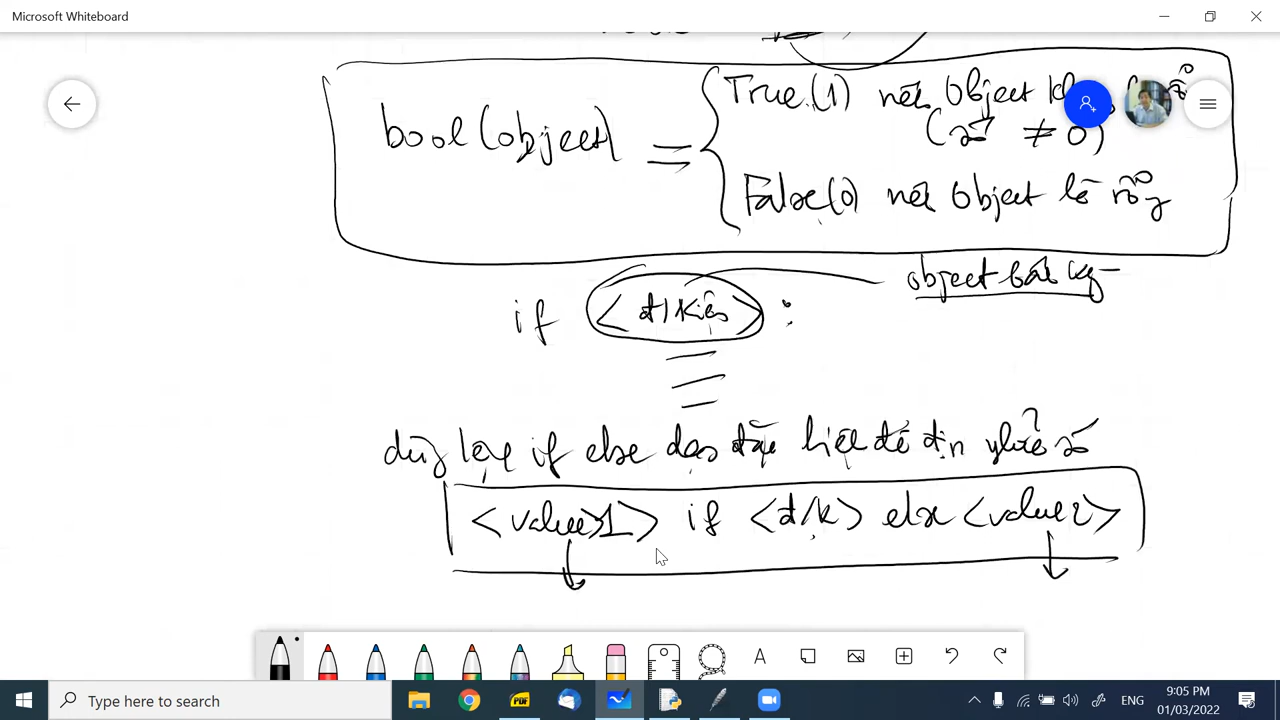 Microsoft Whiteboard
bool(object) = True (1) nếu Object
(số ≠ 0)
False(0) nếu Object là rỗng
object bất kỳ
if <đ/kiện> :
dùng lệnh if else dạng đặc biệt để định
<value1> if <đ/k> else <value2>
Type here to search
ENG
9:05 PM
01/03/2022